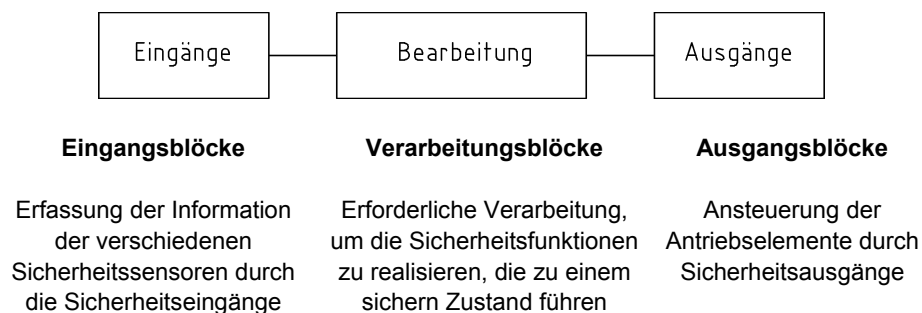 Eingänge
Bearbeitung
Ausgänge
Eingangsblöcke
Erfassung der Information
der verschiedenen
Sicherheitssensoren durch
die Sicherheitseingänge
Verarbeitungsblöcke
Erforderliche Verarbeitung,
um die Sicherheitsfunktionen
zu realisieren, die zu einem
sichern Zustand führen
Ausgangsblöcke
Ansteuerung der
Antriebselemente durch
Sicherheitsausgänge